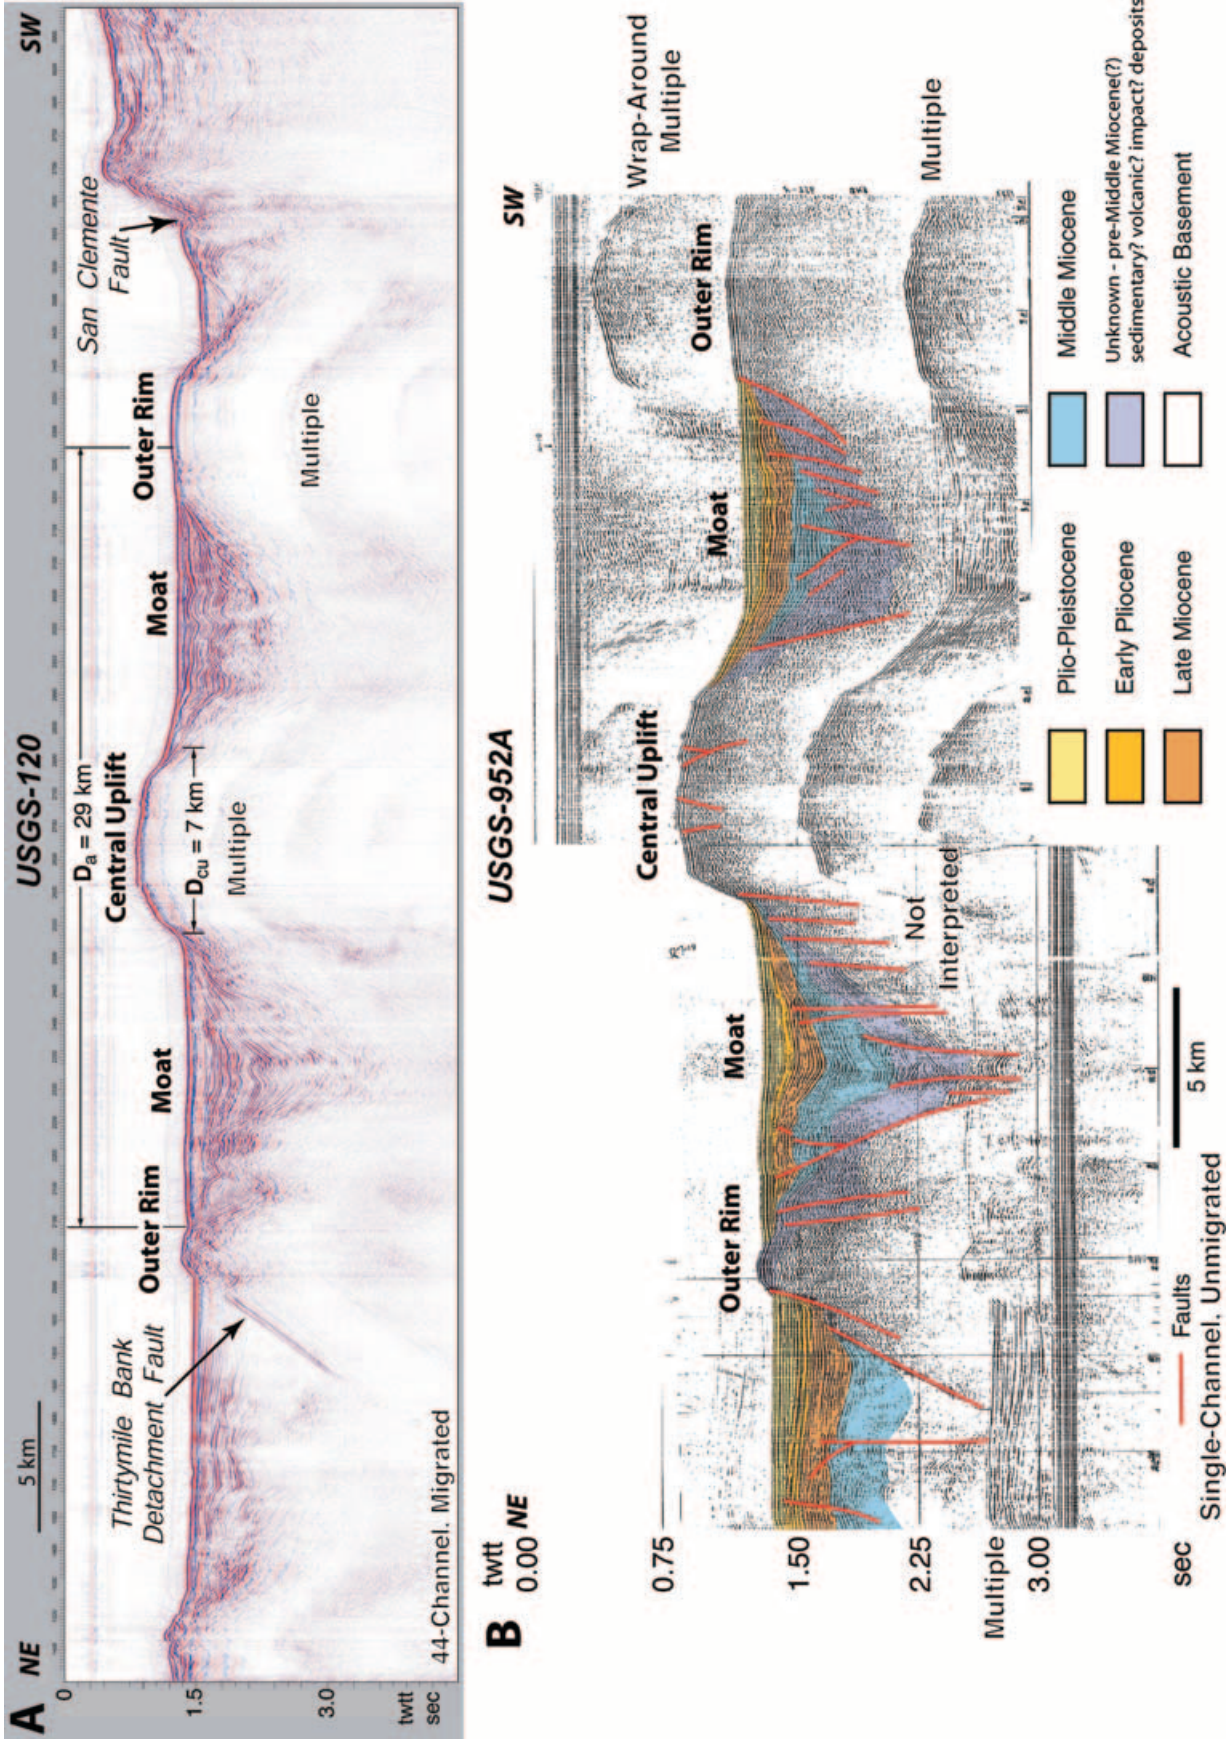 A
NE
USGS-120
SW
5 km
0
1.5
3.0
twtt
sec
Thirtymile Bank
Detachment Fault
Outer Rim
Moat
Da = 29 km
Central Uplift
Dcu = 7 km
Multiple
Moat
Outer Rim
Multiple
San Clemente
Fault
44-Channel, Migrated
B
USGS-952A
twtt
0.00
NE
SW
0.75
1.50
2.25
Multiple
3.00
sec
Outer Rim
Moat
Central Uplift
Moat
Outer Rim
Wrap-Around
Multiple
Multiple
Not
Interpreted
5 km
Faults
Single-Channel, Unmigrated
Plio-Pleistocene
Early Pliocene
Late Miocene
Middle Miocene
Unknown - pre-Middle Miocene(?)
sedimentary? volcanic? impact? deposits
Acoustic Basement